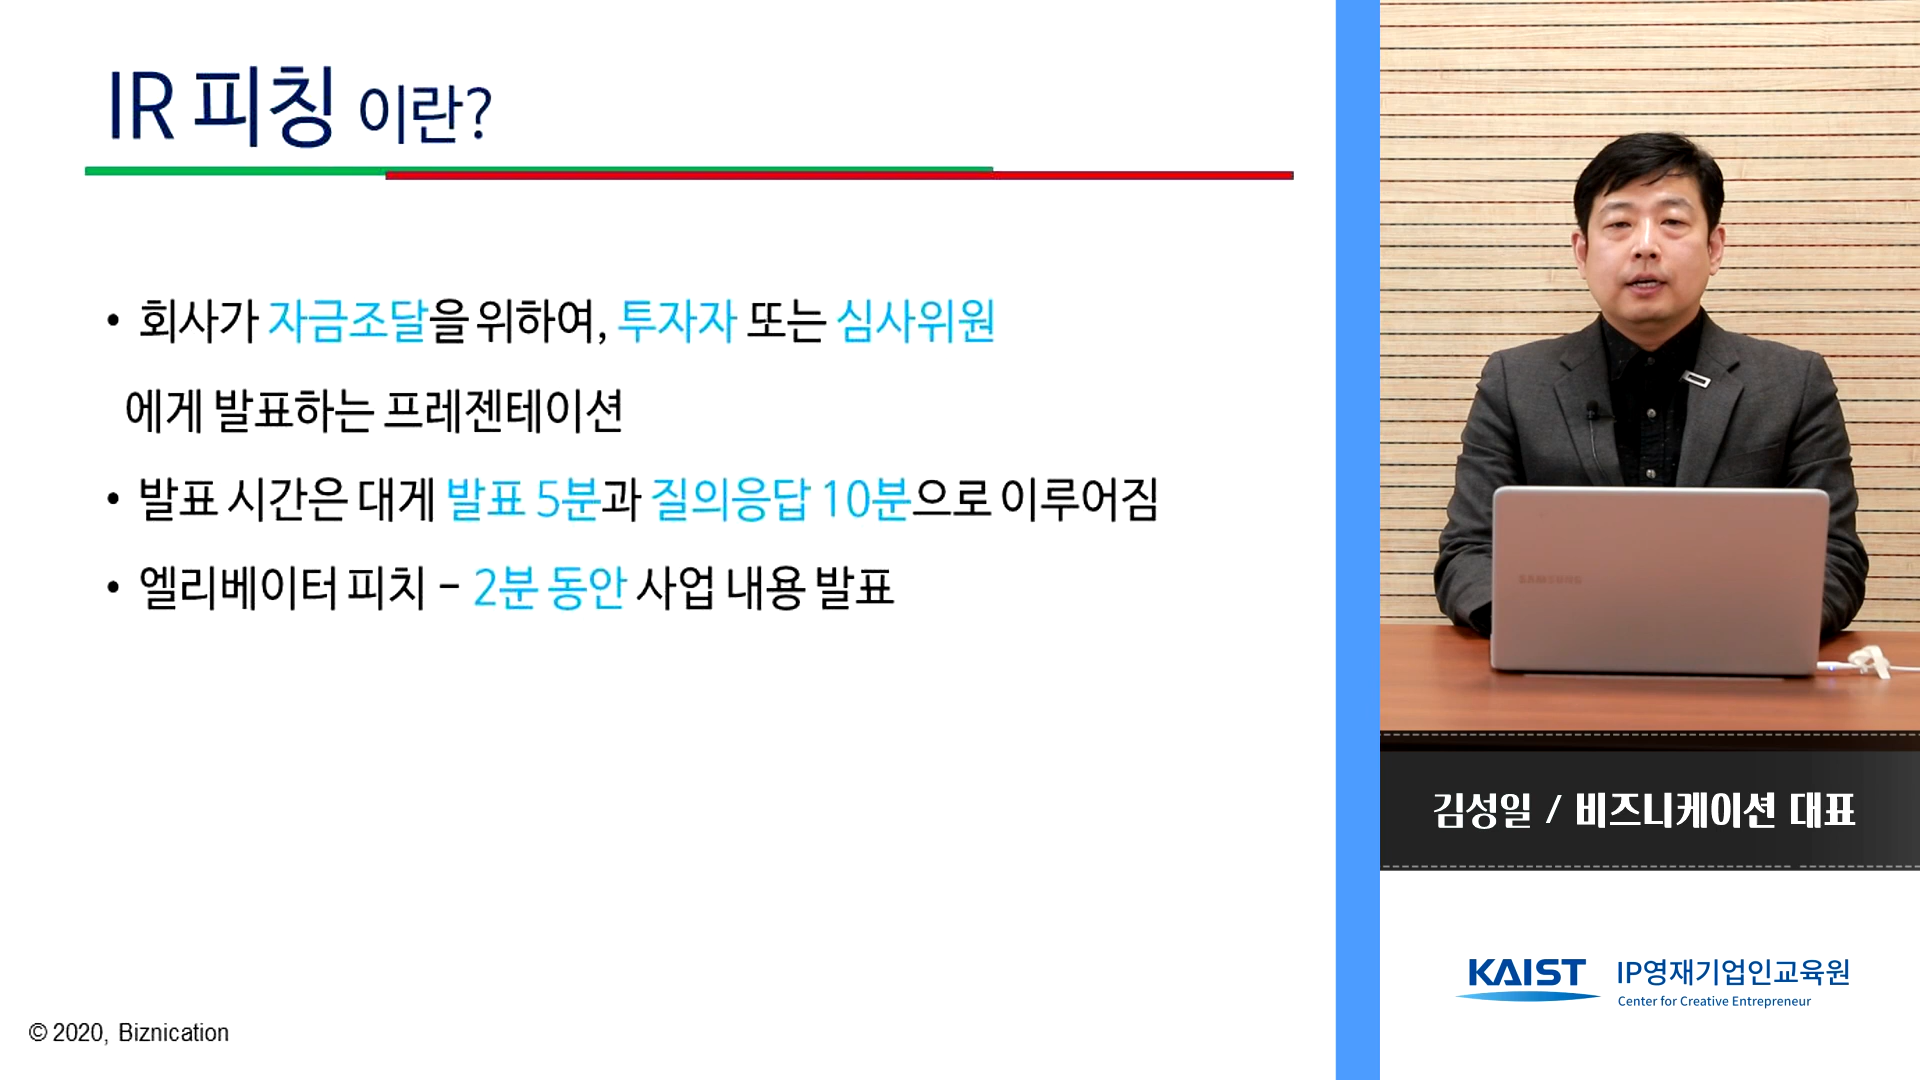 IR 피칭 이란?
• 회사가 자금조달을 위하여, 투자자 또는 심사위원
에게 발표하는 프레젠테이션
• 발표 시간은 대게 발표 5분과 질의응답 10분으로 이루어짐
• 엘리베이터 피치 – 2분 동안 사업 내용 발표
© 2020, Biznication
SAMSUNG
김성일 / 비즈니케이션 대표
KAIST IP영재기업인교육원
Center for Creative Entrepreneur